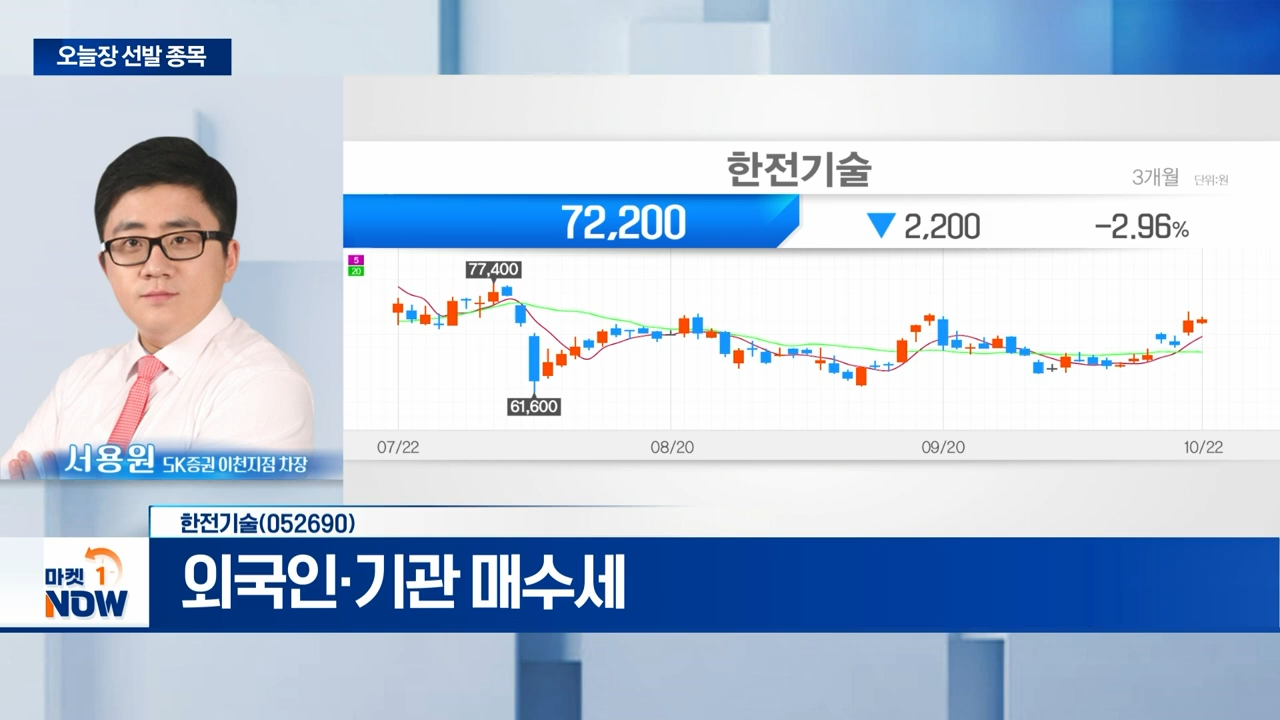 오늘장 선발 종목
한전기술
3개월 단위:원
72,200 ▼ 2,200 -2.96%
5
20
77,400
61,600
07/22 08/20 09/20 10/22
서용원 SK증권 이천지점 차장
한전기술(052690)
마켓 1
NOW
외국인·기관 매수세